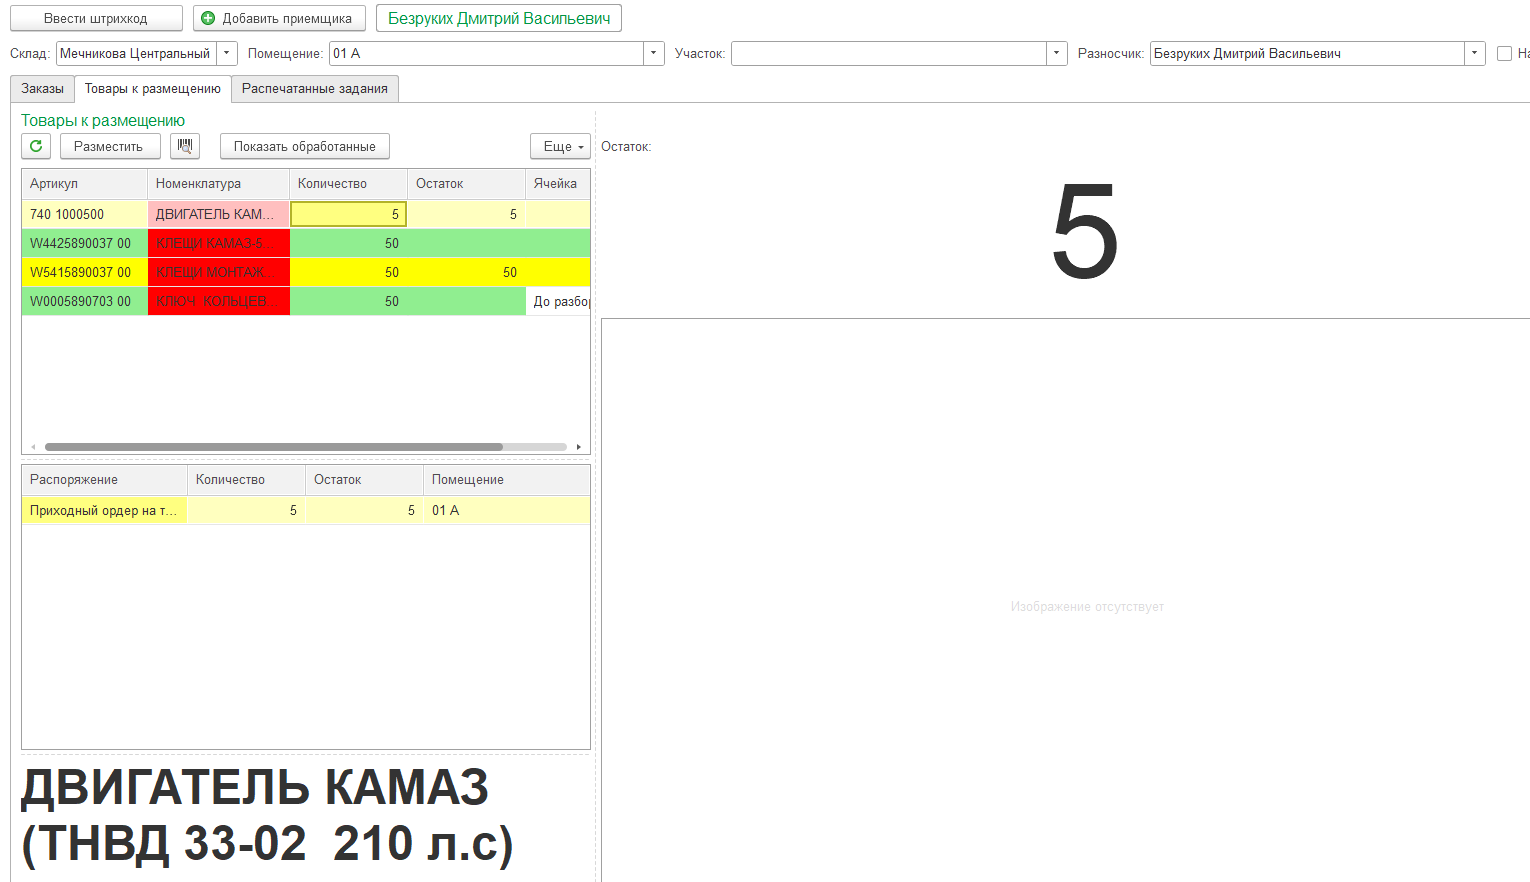 Ввести штрихкод Добавить приемщика Безруких Дмитрий Васильевич
Склад: Мечникова Центральный Помещение: 01 А Участок: Разносчик: Безруких Дмитрий Васильевич
Заказы Товары к размещению Распечатанные задания
Товары к размещению
Разместить Показать обработанные Еще Остаток:
Артикул Номенклатура Количество Остаток Ячейка
740 1000500 ДВИГАТЕЛЬ КАМ... 5 5
5
W4425890037 00 КЛЕЩИ КАМАЗ-5... 50
W5415890037 00 КЛЕЩИ МОНТАЖ... 50 50
W0005890703 00 КЛЮЧ КОЛЬЦЕВ... 50 До разбор
Распоряжение Количество Остаток Помещение
Приходный ордер на т... 5 5 01 А
Изображение отсутствует
ДВИГАТЕЛЬ КАМАЗ
(ТНВД 33-02 210 л.с)